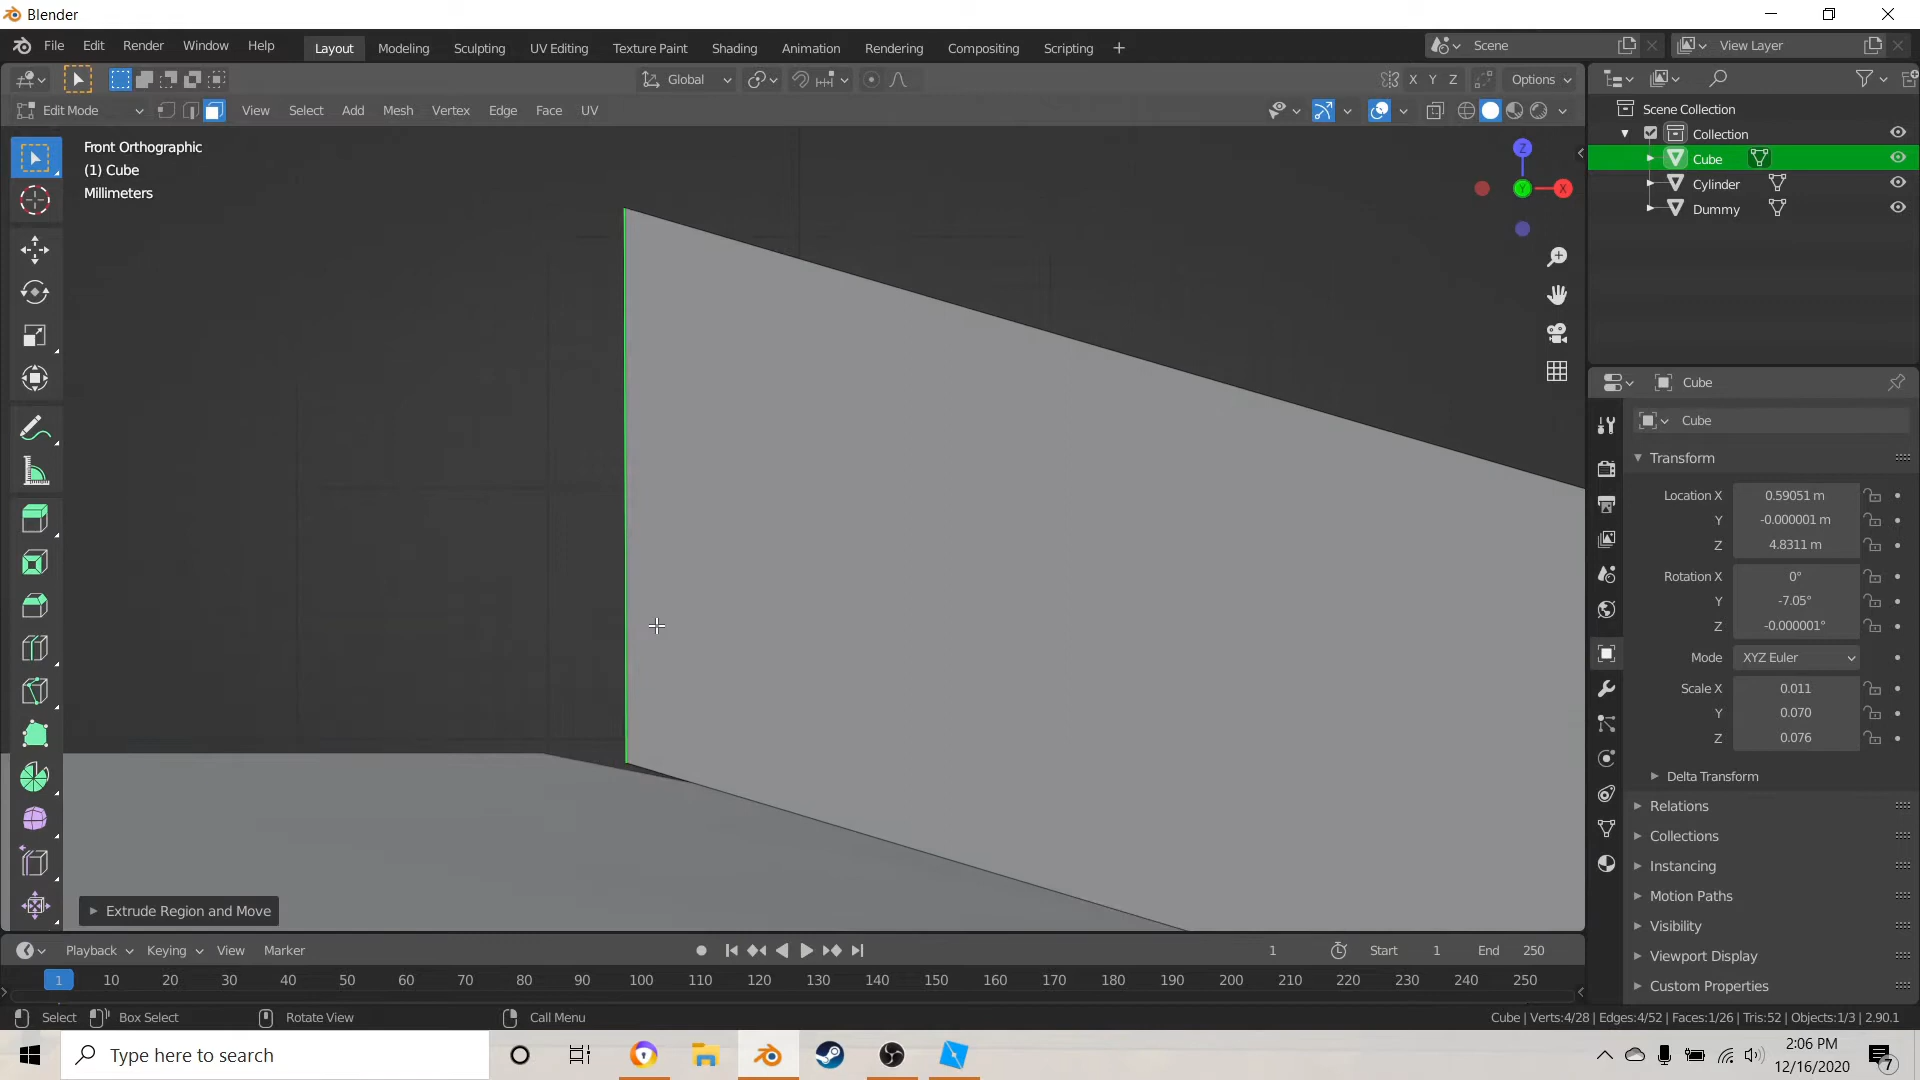 Blender
File Edit Render Window Help Layout Modeling Sculpting UV Editing Texture Paint Shading Animation Rendering Compositing Scripting + Scene View Layer
Global X Y Z Options
Edit Mode View Select Add Mesh Vertex Edge Face UV
Front Orthographic
(1) Cube
Millimeters
Z
Y X
Scene Collection
Collection
Cube
Cylinder
Dummy
Cube
Cube
Transform
Location X 0.59051 m
Y -0.000001 m
Z 4.8311 m
Rotation X 0°
Y -7.05°
Z -0.000001°
Mode XYZ Euler
Scale X 0.011
Y 0.070
Z 0.076
Delta Transform
Relations
Collections
Instancing
Motion Paths
Visibility
Viewport Display
Custom Properties
Extrude Region and Move
Playback Keying View Marker 1 Start 1 End 250
1 10 20 30 40 50 60 70 80 90 100 110 120 130 140 150 160 170 180 190 200 210 220 230 240 250
Select Box Select Rotate View Call Menu Cube | Verts:4/28 | Edges:4/52 | Faces:1/26 | Tris:52 | Objects:1/3 | 2.90.1
Type here to search
2:06 PM
12/16/2020
7